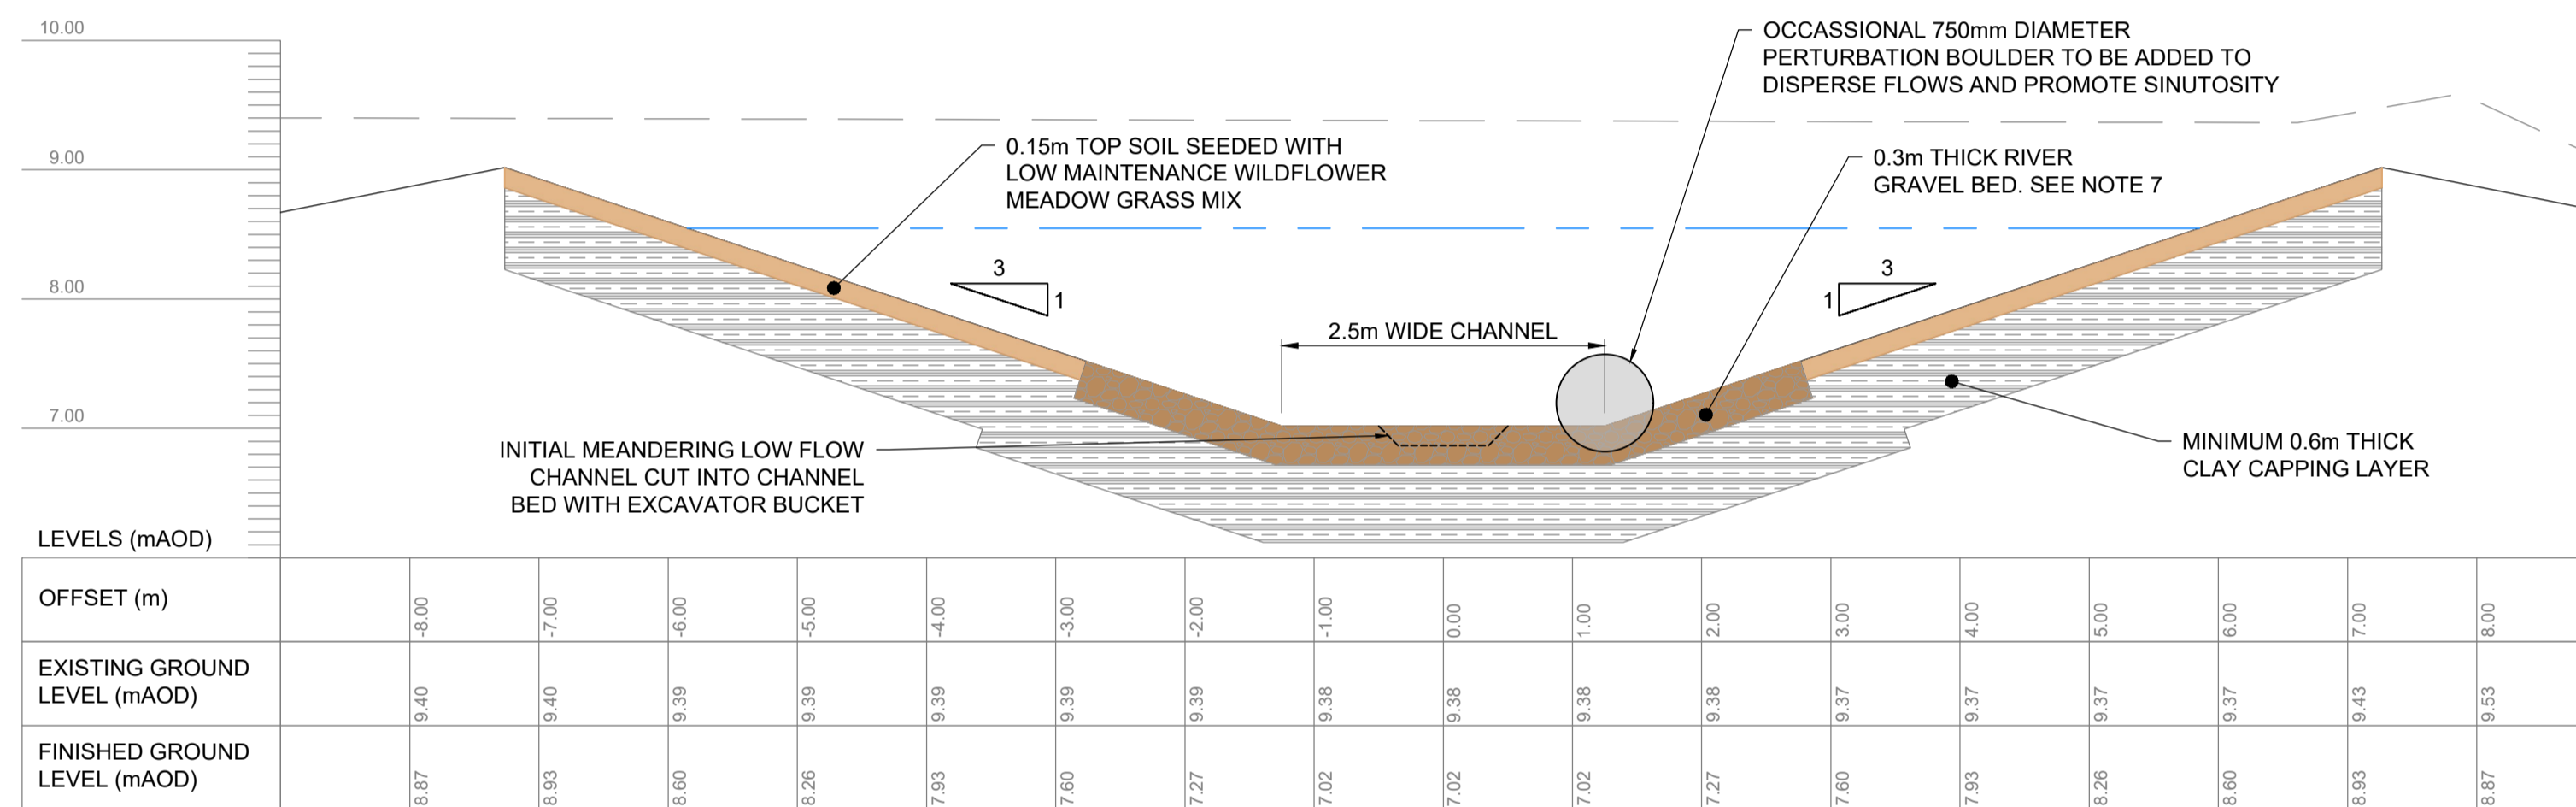 10.00
OCCASSIONAL 750mm DIAMETER
PERTURBATION BOULDER TO BE ADDED TO
DISPERSE FLOWS AND PROMOTE SINUTOSITY
0.15m TOP SOIL SEEDED WITH
LOW MAINTENANCE WILDFLOWER
MEADOW GRASS MIX
9.00
0.3m THICK RIVER
GRAVEL BED. SEE NOTE 7
8.00
3
1
3
1
2.5m WIDE CHANNEL
7.00
INITIAL MEANDERING LOW FLOW
CHANNEL CUT INTO CHANNEL
BED WITH EXCAVATOR BUCKET
MINIMUM 0.6m THICK
CLAY CAPPING LAYER
LEVELS (mAOD)
OFFSET (m)
-8.00 -7.00 -6.00 -5.00 -4.00 -3.00 -2.00 -1.00 0.00 1.00 2.00 3.00 4.00 5.00 6.00 7.00 8.00
EXISTING GROUND
LEVEL (mAOD)
9.40 9.40 9.39 9.39 9.39 9.39 9.39 9.38 9.38 9.38 9.38 9.37 9.37 9.37 9.37 9.43 9.53
FINISHED GROUND
LEVEL (mAOD)
8.87 8.93 8.60 8.26 7.93 7.60 7.27 7.02 7.02 7.02 7.27 7.60 7.93 8.26 8.60 8.93 8.87